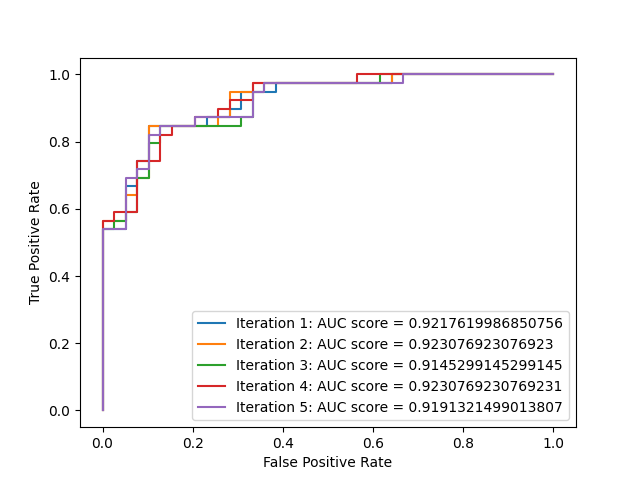 1.0
0.8
0.6
0.4
0.2
0.0
True Positive Rate
Iteration 1: AUC score = 0.9217619986850756
Iteration 2: AUC score = 0.923076923076923
Iteration 3: AUC score = 0.9145299145299145
Iteration 4: AUC score = 0.9230769230769231
Iteration 5: AUC score = 0.9191321499013807
0.0 0.2 0.4 0.6 0.8 1.0
False Positive Rate